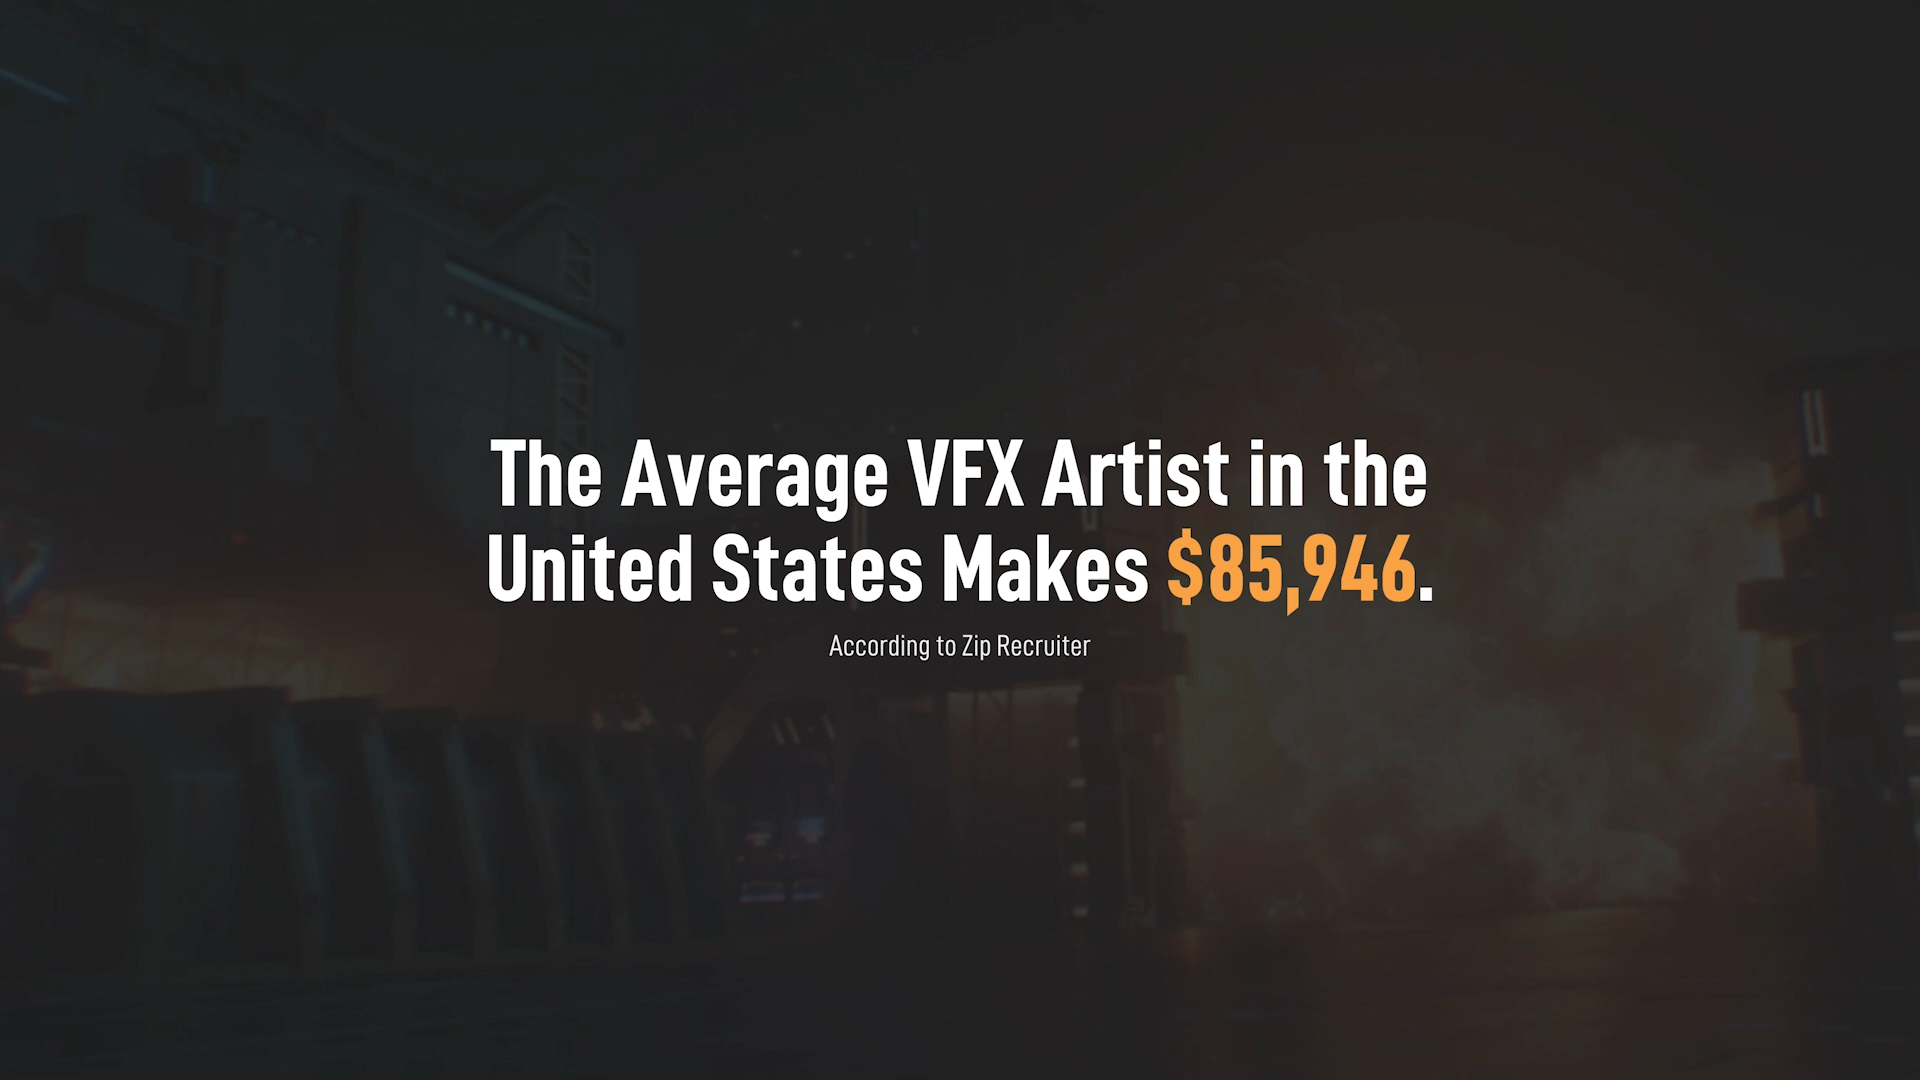 The Average VFX Artist in the
United States Makes $85,946.
According to Zip Recruiter